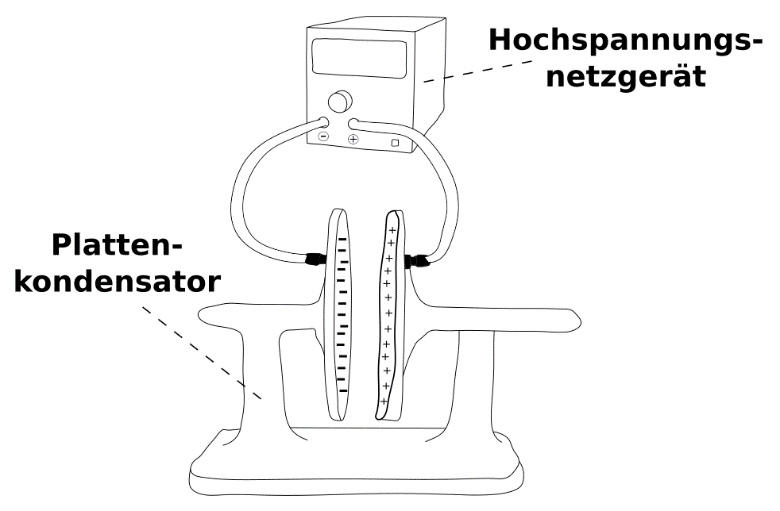 Hochspannungs-
netzgerät
Platten-
kondensator